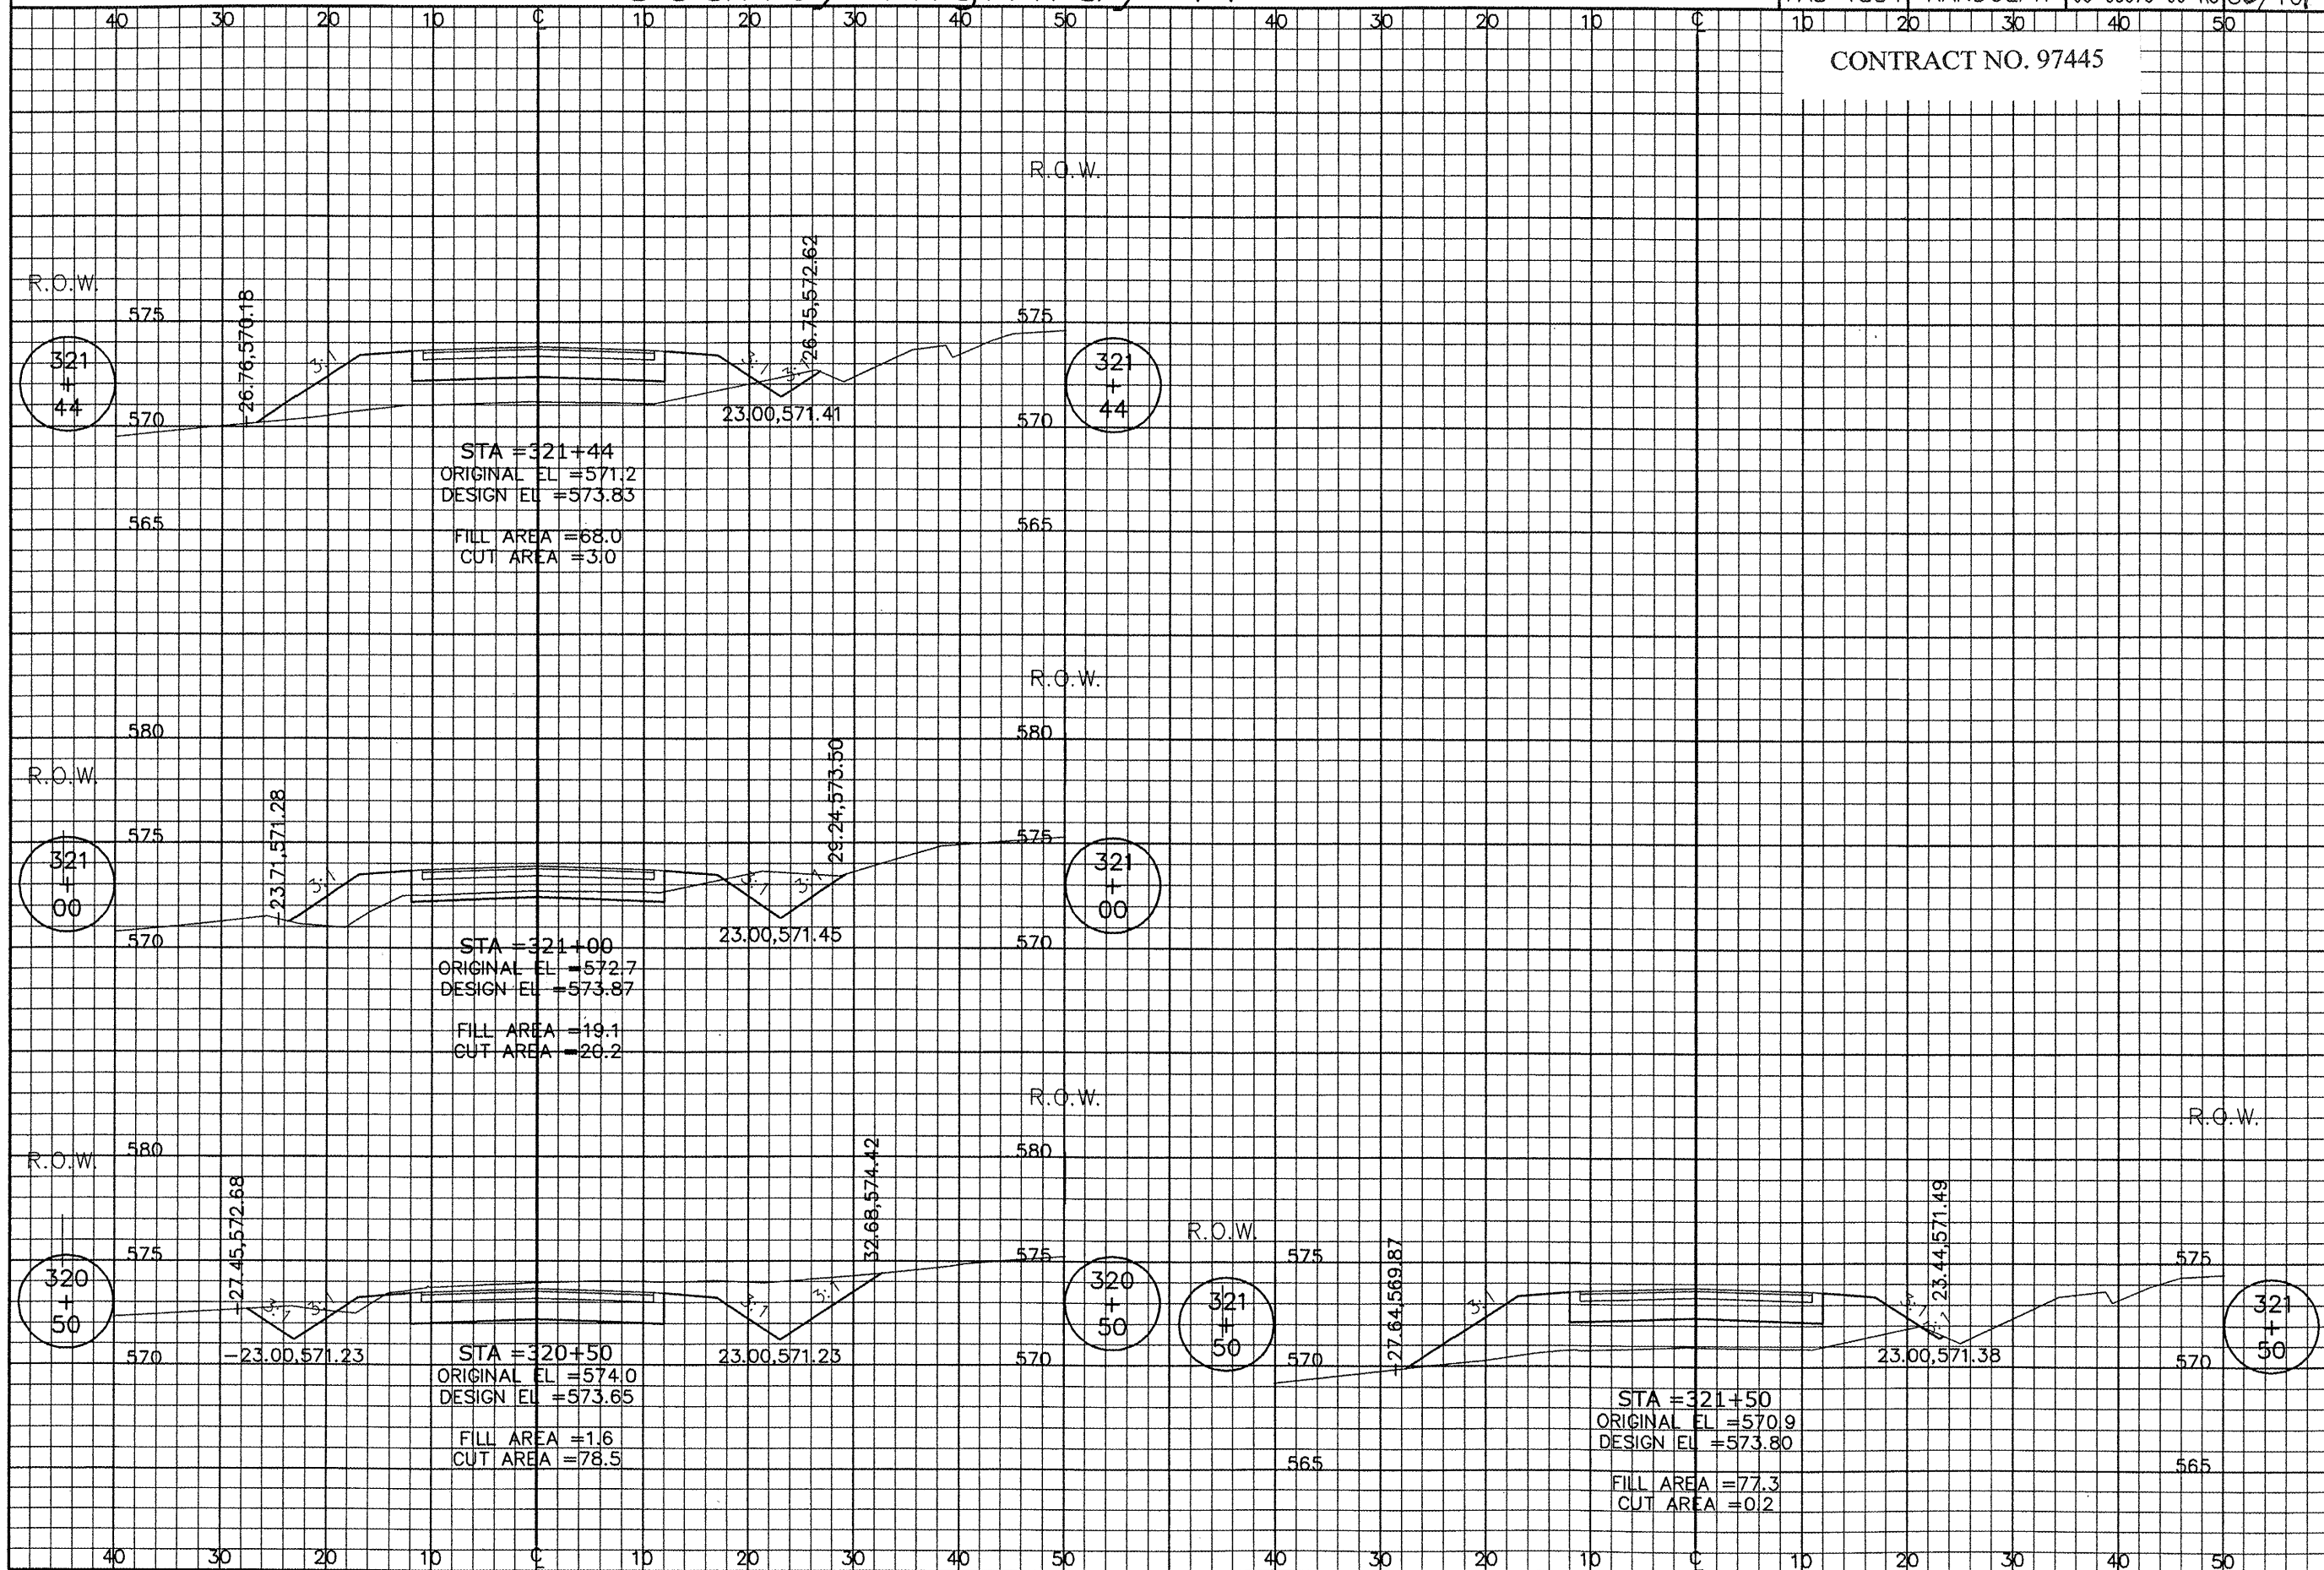 40 30 20 10 ℄ 10 20 30 40 50 40 30 20 10 ℄ 10 20 30 40 50
CONTRACT NO. 97445
R.O.W.
R.O.W.
-26.76,570.18
26.75,572.62
575
575
3:1
3:1
3:1
321
+
44
321
+
44
570
570
23.00,571.41
STA =321+44
ORIGINAL EL =571.2
DESIGN EL =573.83
565
565
FILL AREA =68.0
CUT AREA =3.0
R.O.W.
580
580
R.O.W.
-23.71,571.28
29.24,573.50
575
575
3:1
3:1
3:1
321
+
00
321
+
00
570
570
23.00,571.45
STA =321+00
ORIGINAL EL =572.7
DESIGN EL =573.87
FILL AREA =19.1
CUT AREA =20.2
R.O.W.
580
580
R.O.W.
-27.45,572.68
32.68,574.42
575
575
3:1
3:1
3:1
3:1
320
+
50
320
+
50
570
570
-23.00,571.23
23.00,571.23
STA =320+50
ORIGINAL EL =574.0
DESIGN EL =573.65
FILL AREA =1.6
CUT AREA =78.5
R.O.W.
R.O.W.
-27.64,569.87
23.44,571.49
575
575
3:1
3:1
321
+
50
321
+
50
570
570
23.00,571.38
STA =321+50
ORIGINAL EL =570.9
DESIGN EL =573.80
565
565
FILL AREA =77.3
CUT AREA =0.2
40 30 20 10 ℄ 10 20 30 40 50 40 30 20 10 ℄ 10 20 30 40 50